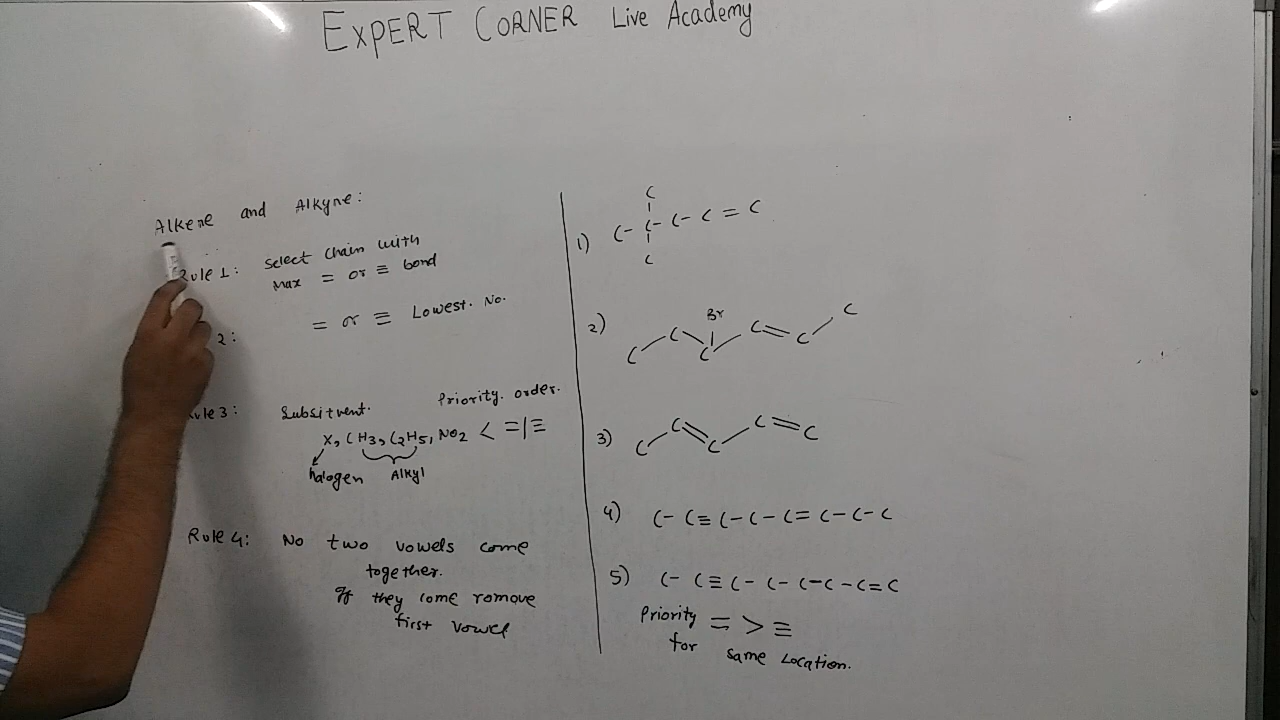 EXPERT CORNER Live Academy
Alkene and Alkyne:
Rule 1: Select Chain with
Max = or ≡ bond
2: = or ≡ Lowest. No.
Rule 3: Subsitvent. Priority order.
X, CH3, C2H5, NO2 < =/≡
halogen Alkyl
Rule 4: No two vowels come
together.
If they come romove
first vowel
C
1) C- C- C- C = C
C
Br
2) C C C C C C
3) C C C C C
4) C- C≡ C- C- C= C- C- C
5) C- C≡ C- C- C-C- C=C
Priority = > ≡
for same Location.